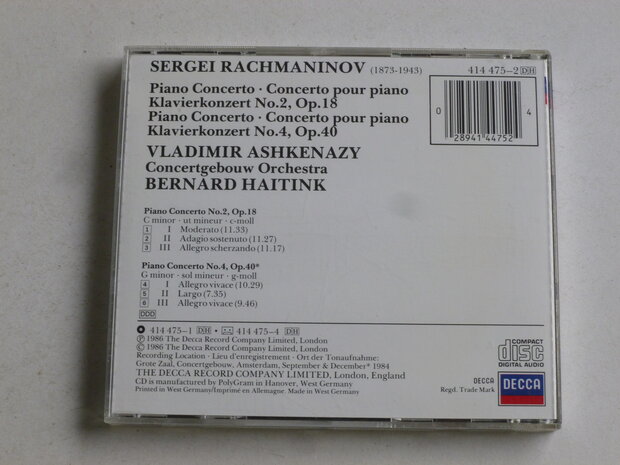 SERGEI RACHMANINOV (1873-1943) 414 475-2 DH
Piano Concerto · Concerto pour piano
Klavierkonzert No.2, Op.18
Piano Concerto · Concerto pour piano
Klavierkonzert No.4, Op.40
0 28941 44752 4
VLADIMIR ASHKENAZY
Concertgebouw Orchestra
BERNARD HAITINK
Piano Concerto No.2, Op.18
C minor · ut mineur · c-moll
1 I Moderato (11.33)
2 II Adagio sostenuto (11.27)
3 III Allegro scherzando (11.17)
Piano Concerto No.4, Op.40*
G minor · sol mineur · g-moll
4 I Allegro vivace (10.29)
5 II Largo (7.35)
6 III Allegro vivace (9.46)
DDD
414 475-1 DH · 414 475-4 DH
℗ 1986 The Decca Record Company Limited, London
© 1986 The Decca Record Company Limited, London
Recording Location · Lieu d'enregistrement · Ort der Tonaufnahme:
Grote Zaal, Concertgebouw, Amsterdam, September & December* 1984
THE DECCA RECORD COMPANY LIMITED, London, England
CD is manufactured by PolyGram in Hanover, West Germany
Printed in West Germany/Imprimé en Allemagne. Made in West Germany
COMPACT
disc
DIGITAL AUDIO
DECCA
Regd. Trade Mark
DECCA